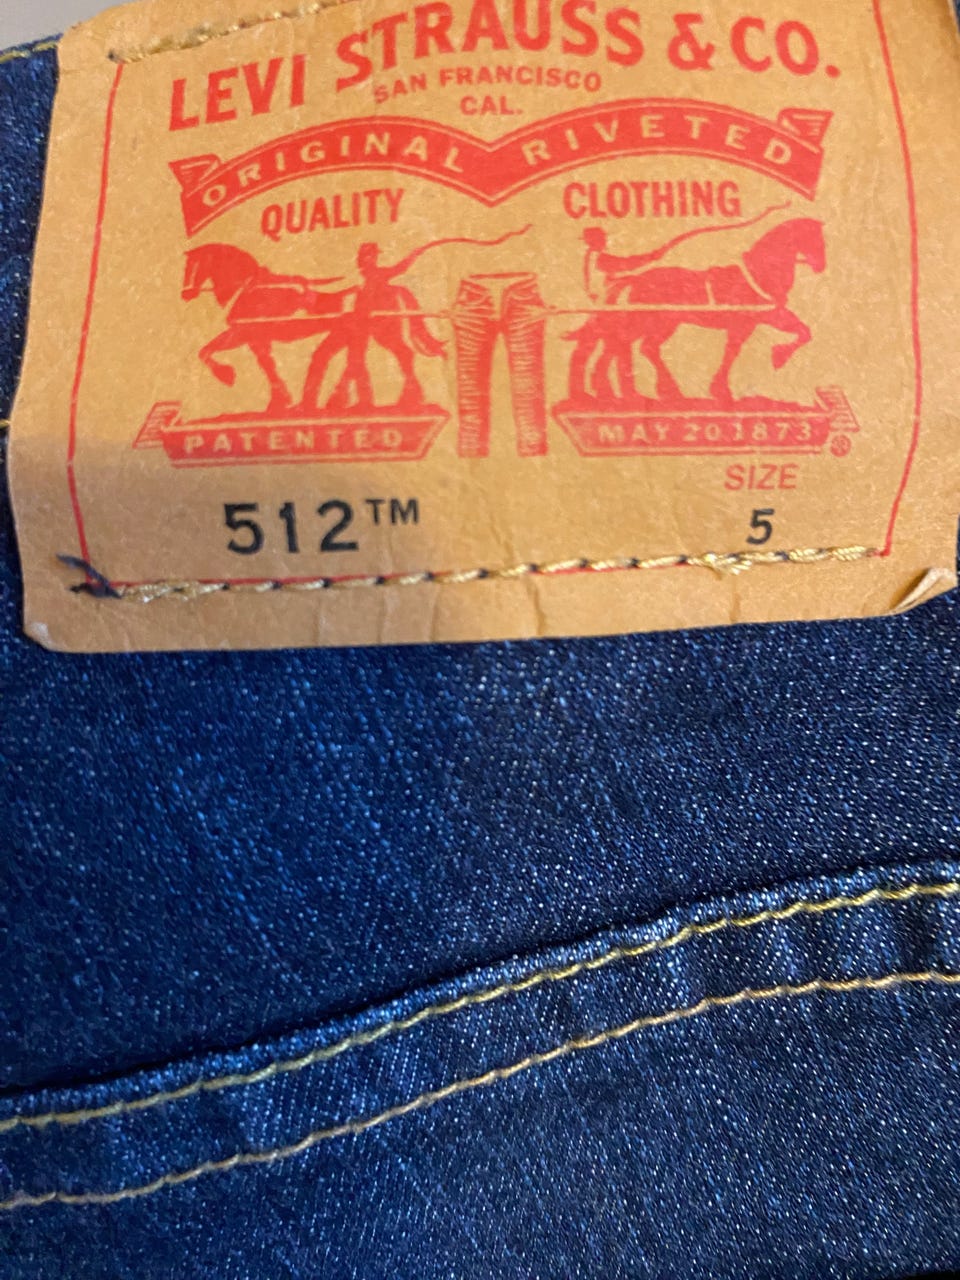 LEVI STRAUSS & CO.
SAN FRANCISCO
CAL.
ORIGINAL RIVETED
QUALITY CLOTHING
PATENTED MAY 20 1873 ®
SIZE
512™ 5